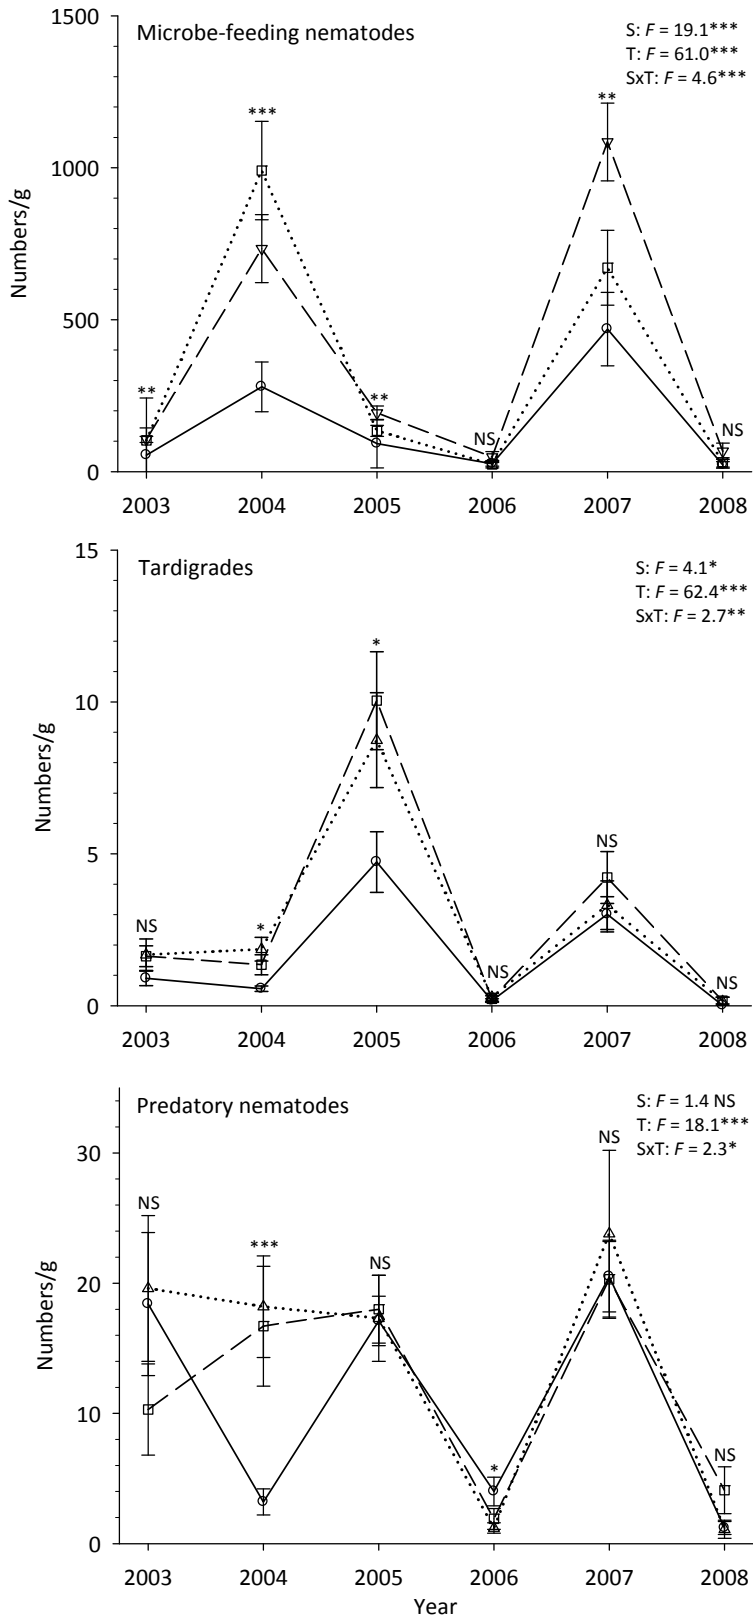 Microbe-feeding nematodes
S: F = 19.1***
T: F = 61.0***
SxT: F = 4.6***
Numbers/g
1500
1000
500
0
**
***
**
NS
**
NS
2003 2004 2005 2006 2007 2008
Tardigrades
S: F = 4.1*
T: F = 62.4***
SxT: F = 2.7**
Numbers/g
15
10
5
0
NS
*
*
NS
NS
NS
2003 2004 2005 2006 2007 2008
Predatory nematodes
S: F = 1.4 NS
T: F = 18.1***
SxT: F = 2.3*
Numbers/g
30
20
10
0
NS
***
NS
*
NS
NS
2003 2004 2005 2006 2007 2008
Year